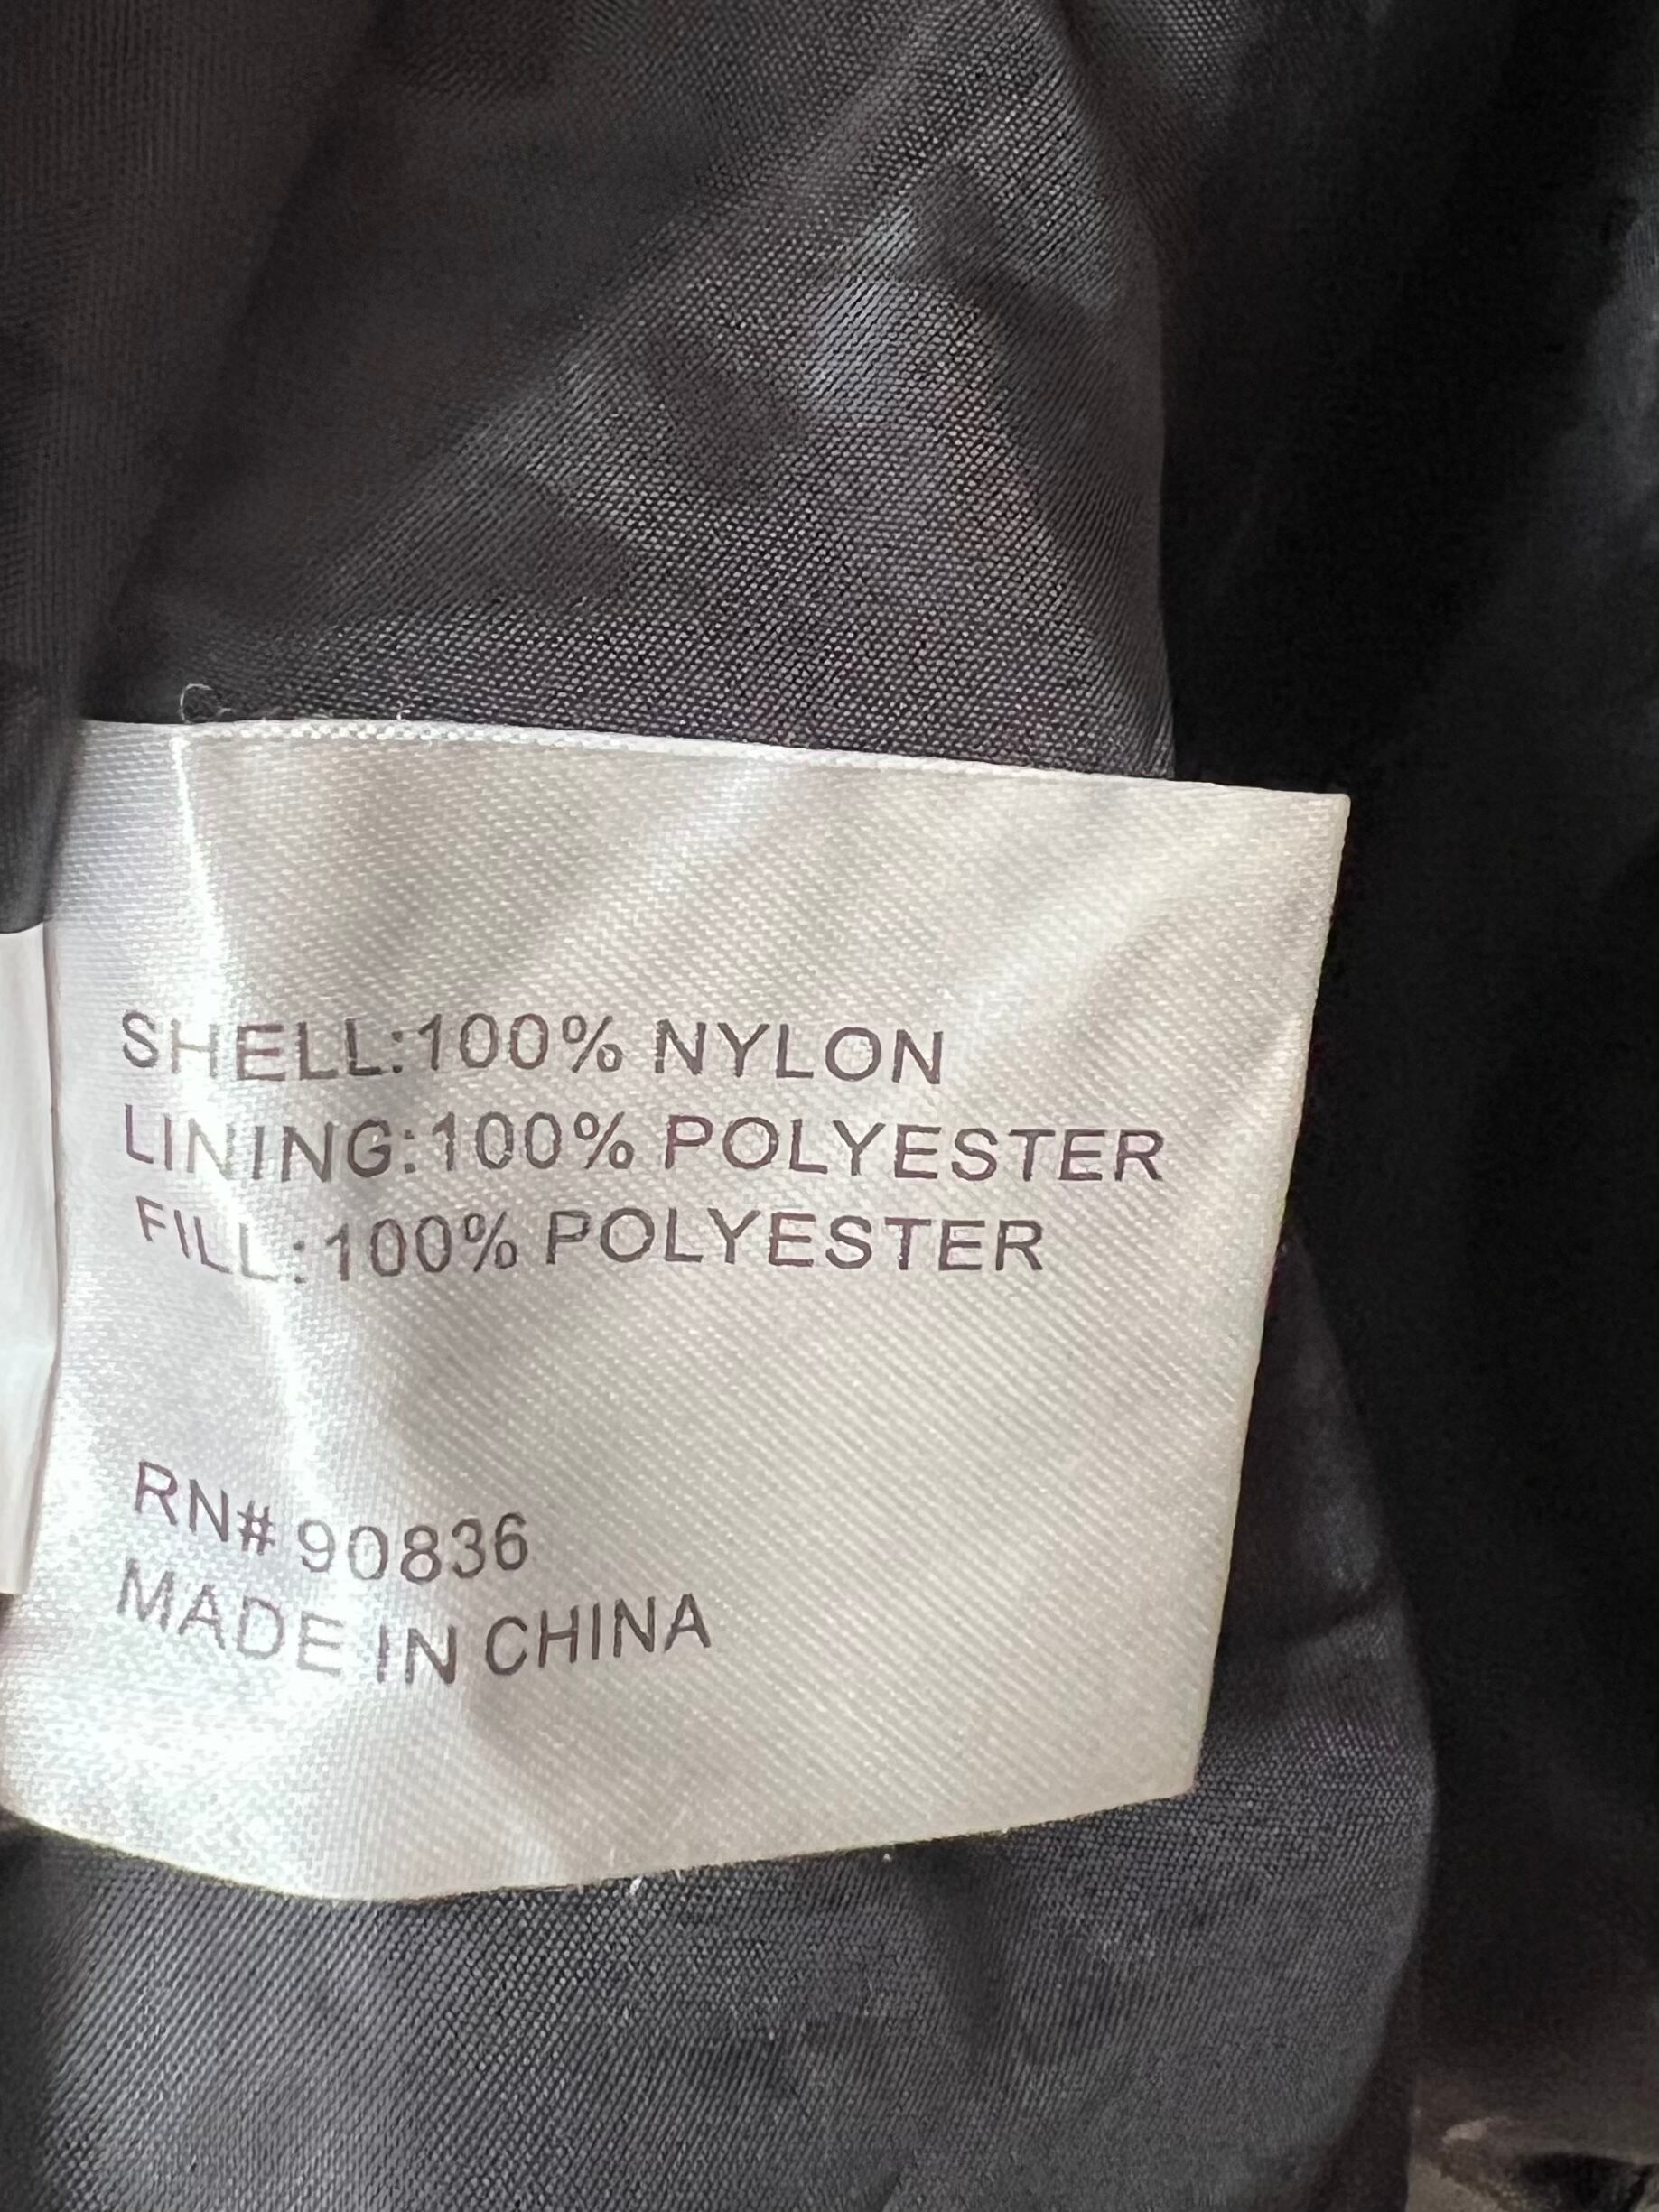 SHELL:100% NYLON
LINING:100% POLYESTER
FILL:100% POLYESTER
RN# 90836
MADE IN CHINA